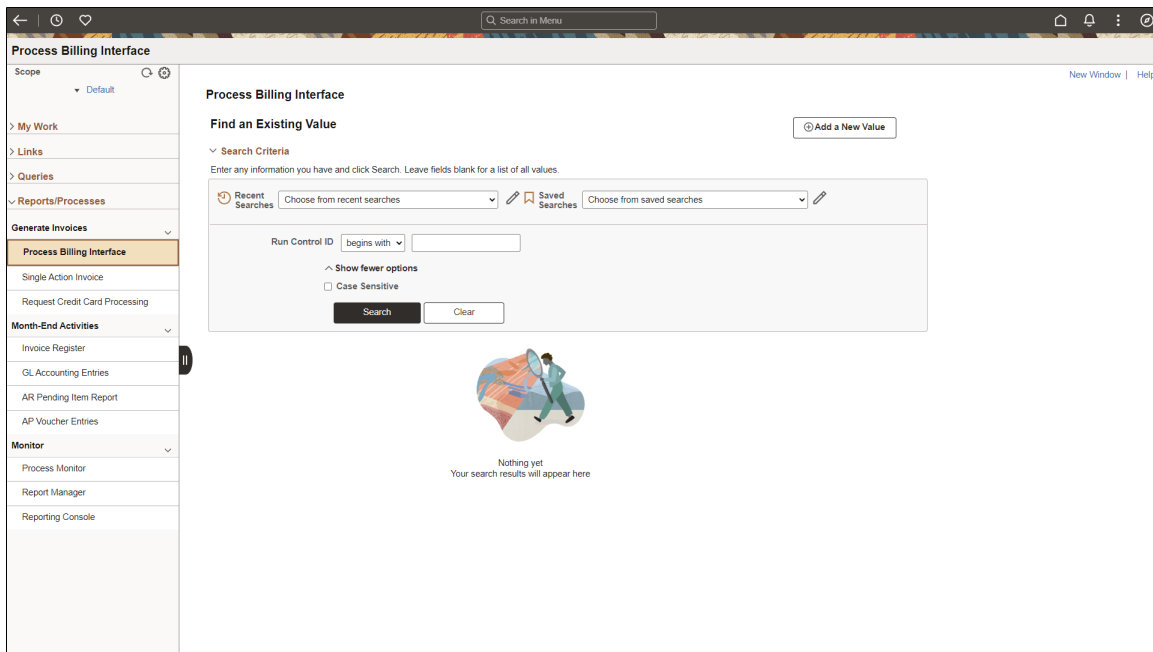 Search in Menu
Process Billing Interface
Scope
Default
My Work
Links
Queries
Reports/Processes
Generate Invoices
Process Billing Interface
Single Action Invoice
Request Credit Card Processing
Month-End Activities
Invoice Register
GL Accounting Entries
AR Pending Item Report
AP Voucher Entries
Monitor
Process Monitor
Report Manager
Reporting Console
New Window | Help
Process Billing Interface
Find an Existing Value
Add a New Value
Search Criteria
Enter any information you have and click Search. Leave fields blank for a list of all values.
Recent Searches
Choose from recent searches
Saved Searches
Choose from saved searches
Run Control ID
begins with
Show fewer options
Case Sensitive
Search
Clear
Nothing yet
Your search results will appear here